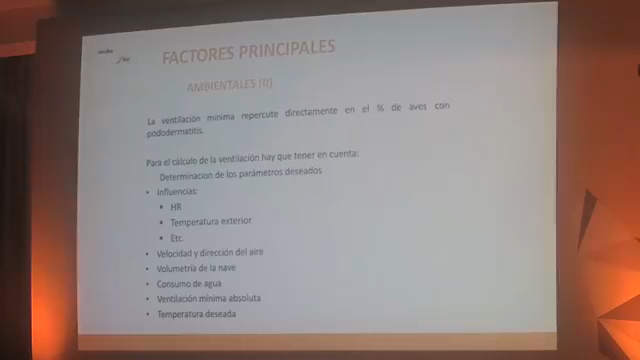 FACTORES PRINCIPALES
AMBIENTALES (II)
La ventilación mínima repercute directamente en el % de aves con
pododermatitis.
Para el cálculo de la ventilación hay que tener en cuenta:
Determinacion de los parámetros deseados
• Influencias:
• HR
• Temperatura exterior
• Etc.
• Velocidad y dirección del aire
• Volumetría de la nave
• Consumo de agua
• Ventilación mínima absoluta
• Temperatura deseada